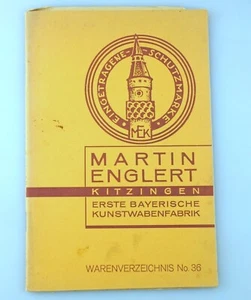 EINGETRAGENE SCHUTZMARKE
MEK
MARTIN
ENGLERT
KITZINGEN
ERSTE BAYERISCHE
KUNSTWABENFABRIK
WARENVERZEICHNIS No. 36